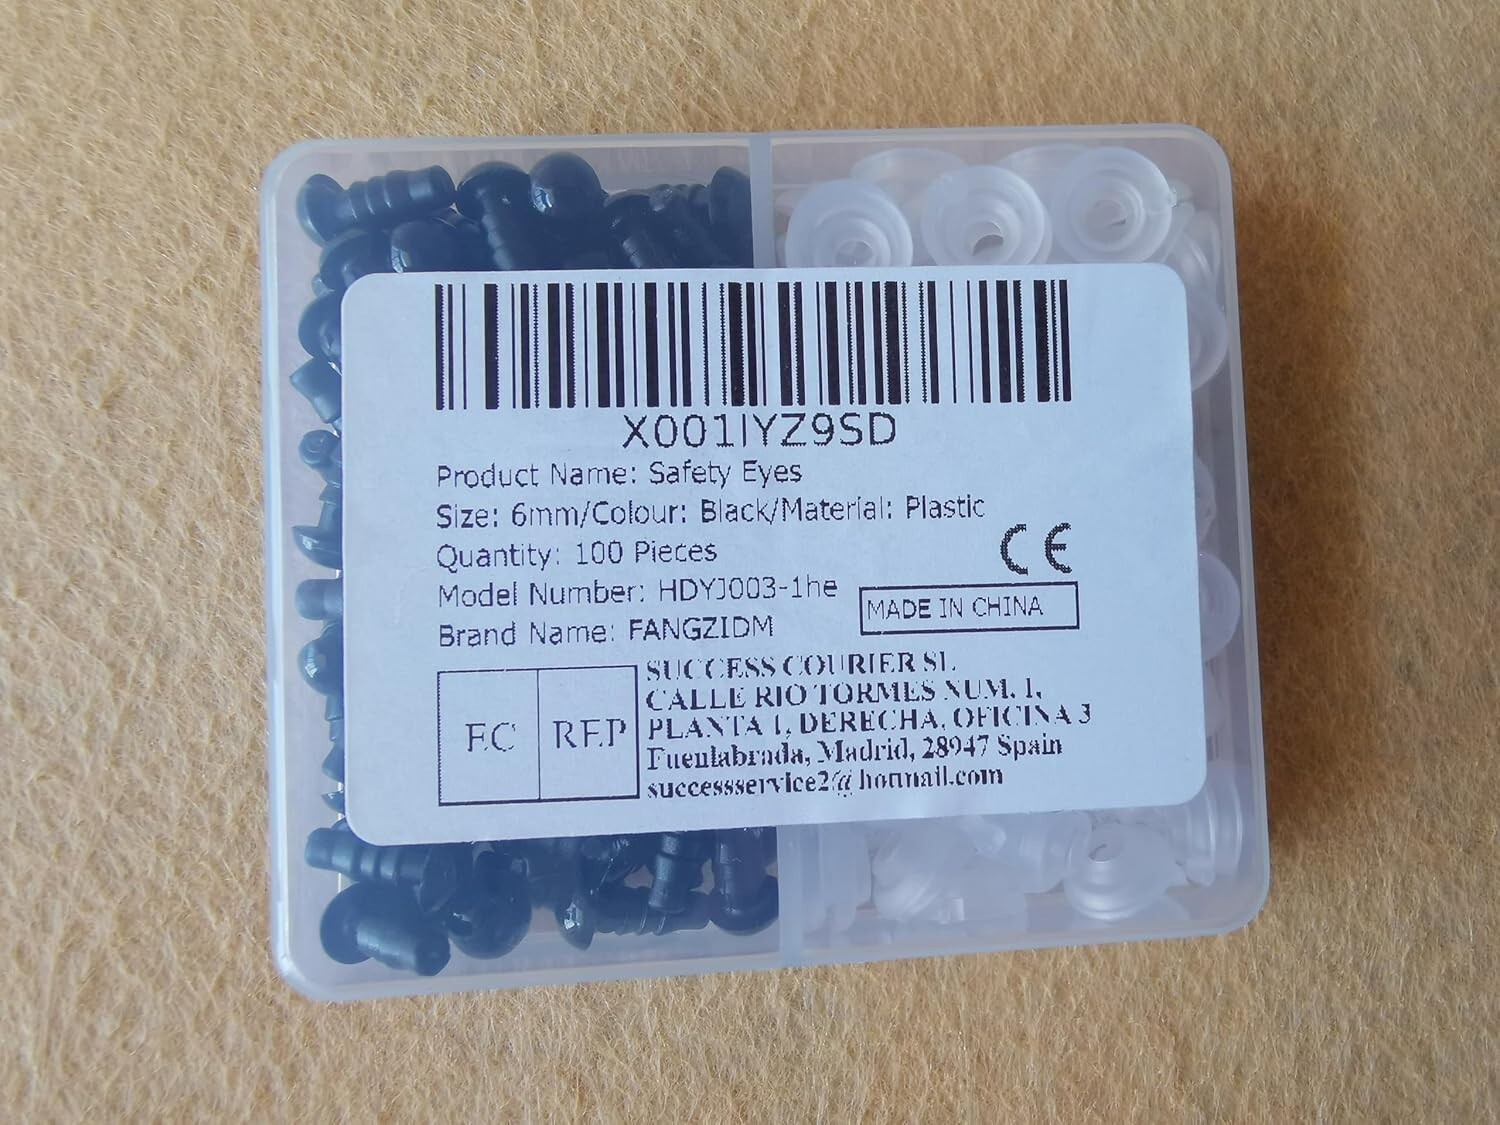 X001IYZ9SD
Product Name: Safety Eyes
Size: 6mm/Colour: Black/Material: Plastic
Quantity: 100 Pieces
CE
Model Number: HDYJ003-1he
MADE IN CHINA
Brand Name: FANGZIDM
EC REP
SUCCESS COURIER SL
CALLE RIO TORMES NUM. 1,
PLANTA 1, DERECHA, OFICINA 3
Fuenlabrada, Madrid, 28947 Spain
successservice2@hotmail.com